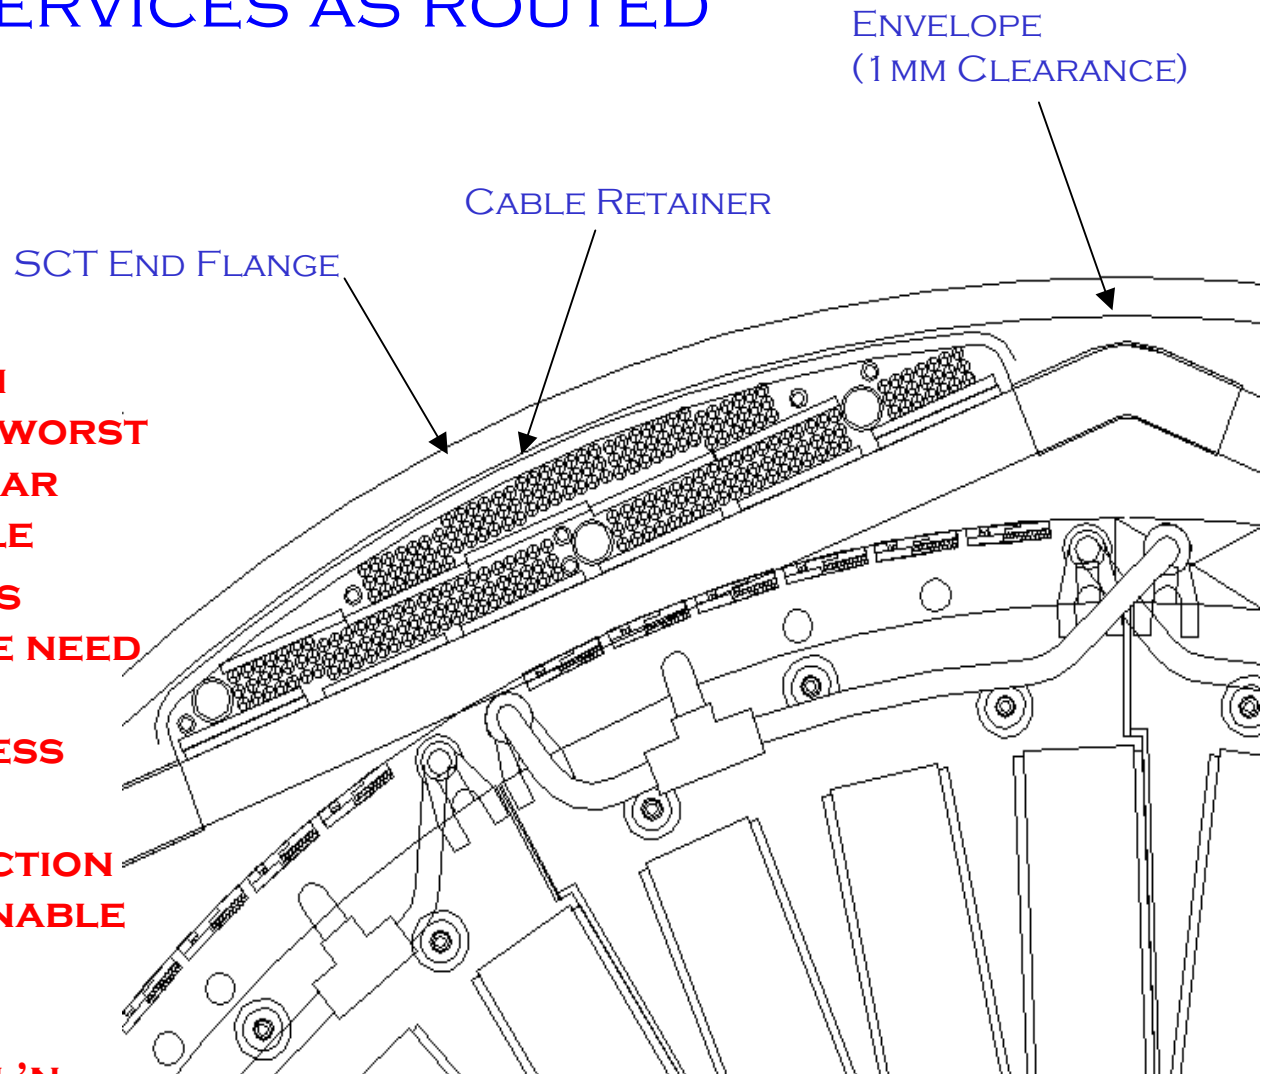 ERVICES AS ROUTED
ENVELOPE
(1MM CLEARANCE)
CABLE RETAINER
SCT END FLANGE
WORST
AR
LE
S
E NEED
ESS
CTION
NABLE
'N